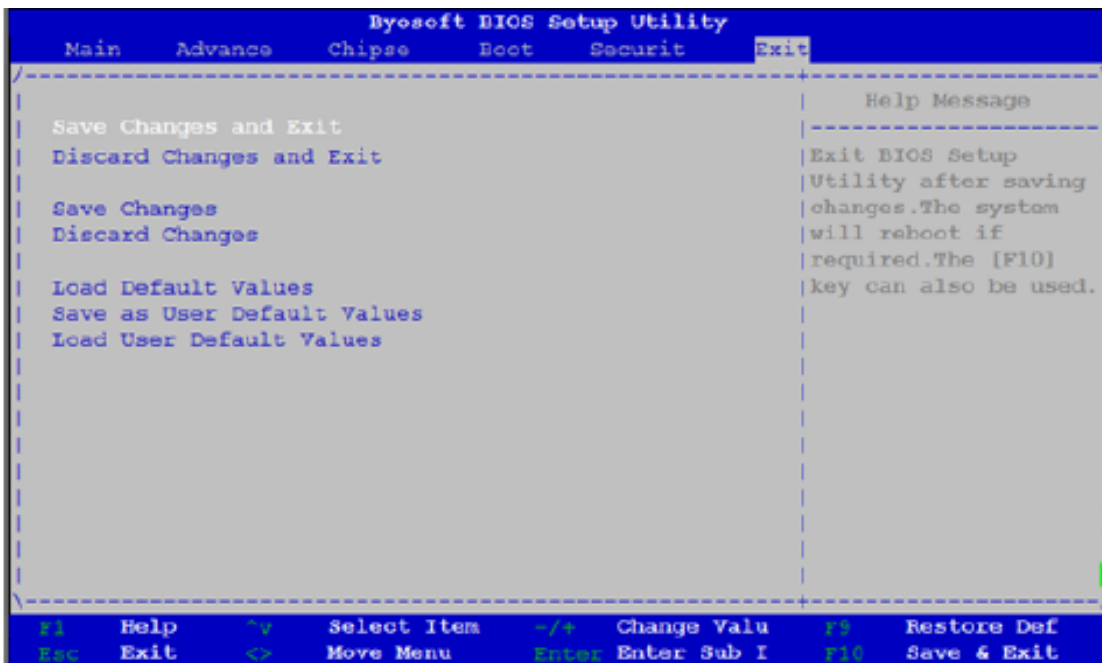 Byosoft BIOS Setup Utility
Main Advance Chipse Boot Securit Exit
Help Message
Save Changes and Exit
Discard Changes and Exit
Save Changes
Discard Changes
Load Default Values
Save as User Default Values
Load User Default Values
Exit BIOS Setup
Utility after saving
changes.The system
will reboot if
required.The [F10]
key can also be used.
F1 Help ^v Select Item -/+ Change Valu F9 Restore Def
Esc Exit <> Move Menu Enter Enter Sub I F10 Save & Exit